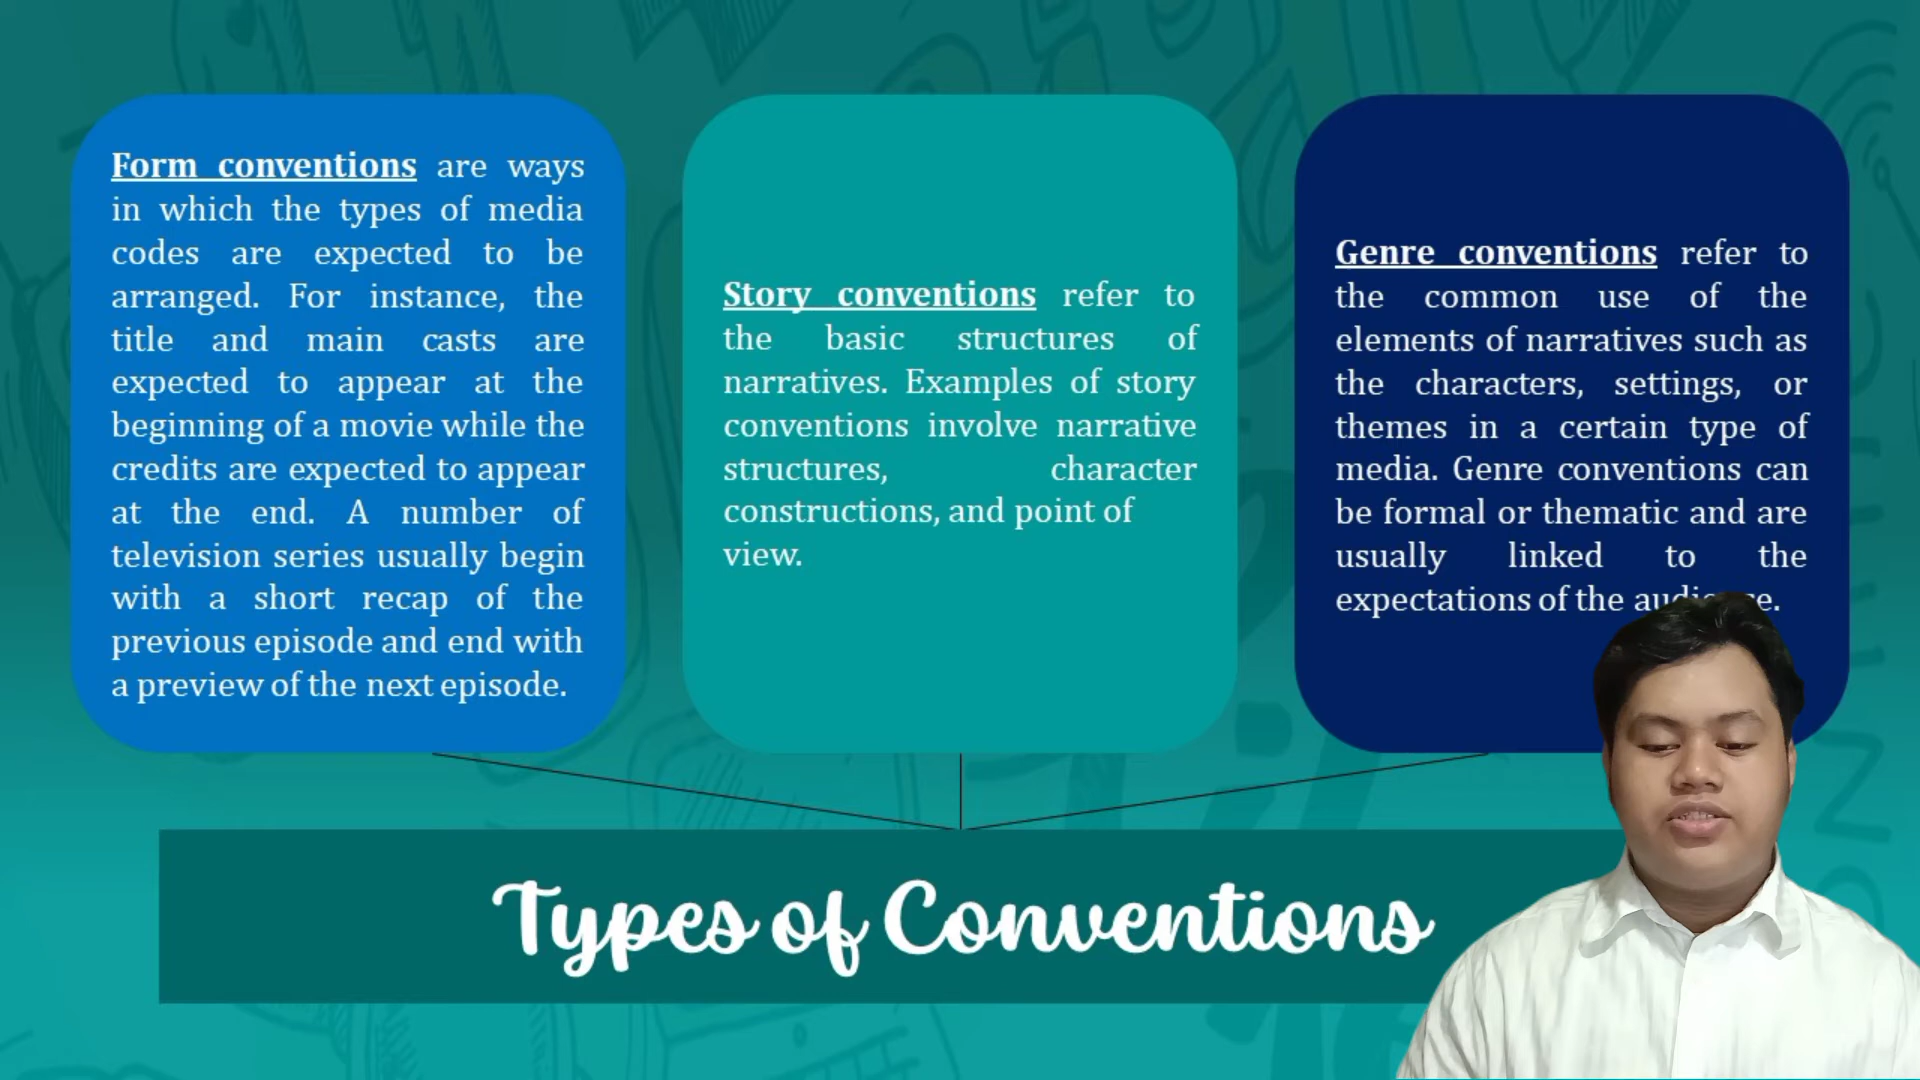 Form conventions are ways
in which the types of media
codes are expected to be
arranged. For instance, the
title and main casts are
expected to appear at the
beginning of a movie while the
credits are expected to appear
at the end. A number of
television series usually begin
with a short recap of the
previous episode and end with
a preview of the next episode.
Story conventions refer to
the basic structures of
narratives. Examples of story
conventions involve narrative
structures, character
constructions, and point of
view.
Genre conventions refer to
the common use of the
elements of narratives such as
the characters, settings, or
themes in a certain type of
media. Genre conventions can
be formal or thematic and are
usually linked to the
expectations of the
Types of Conventions